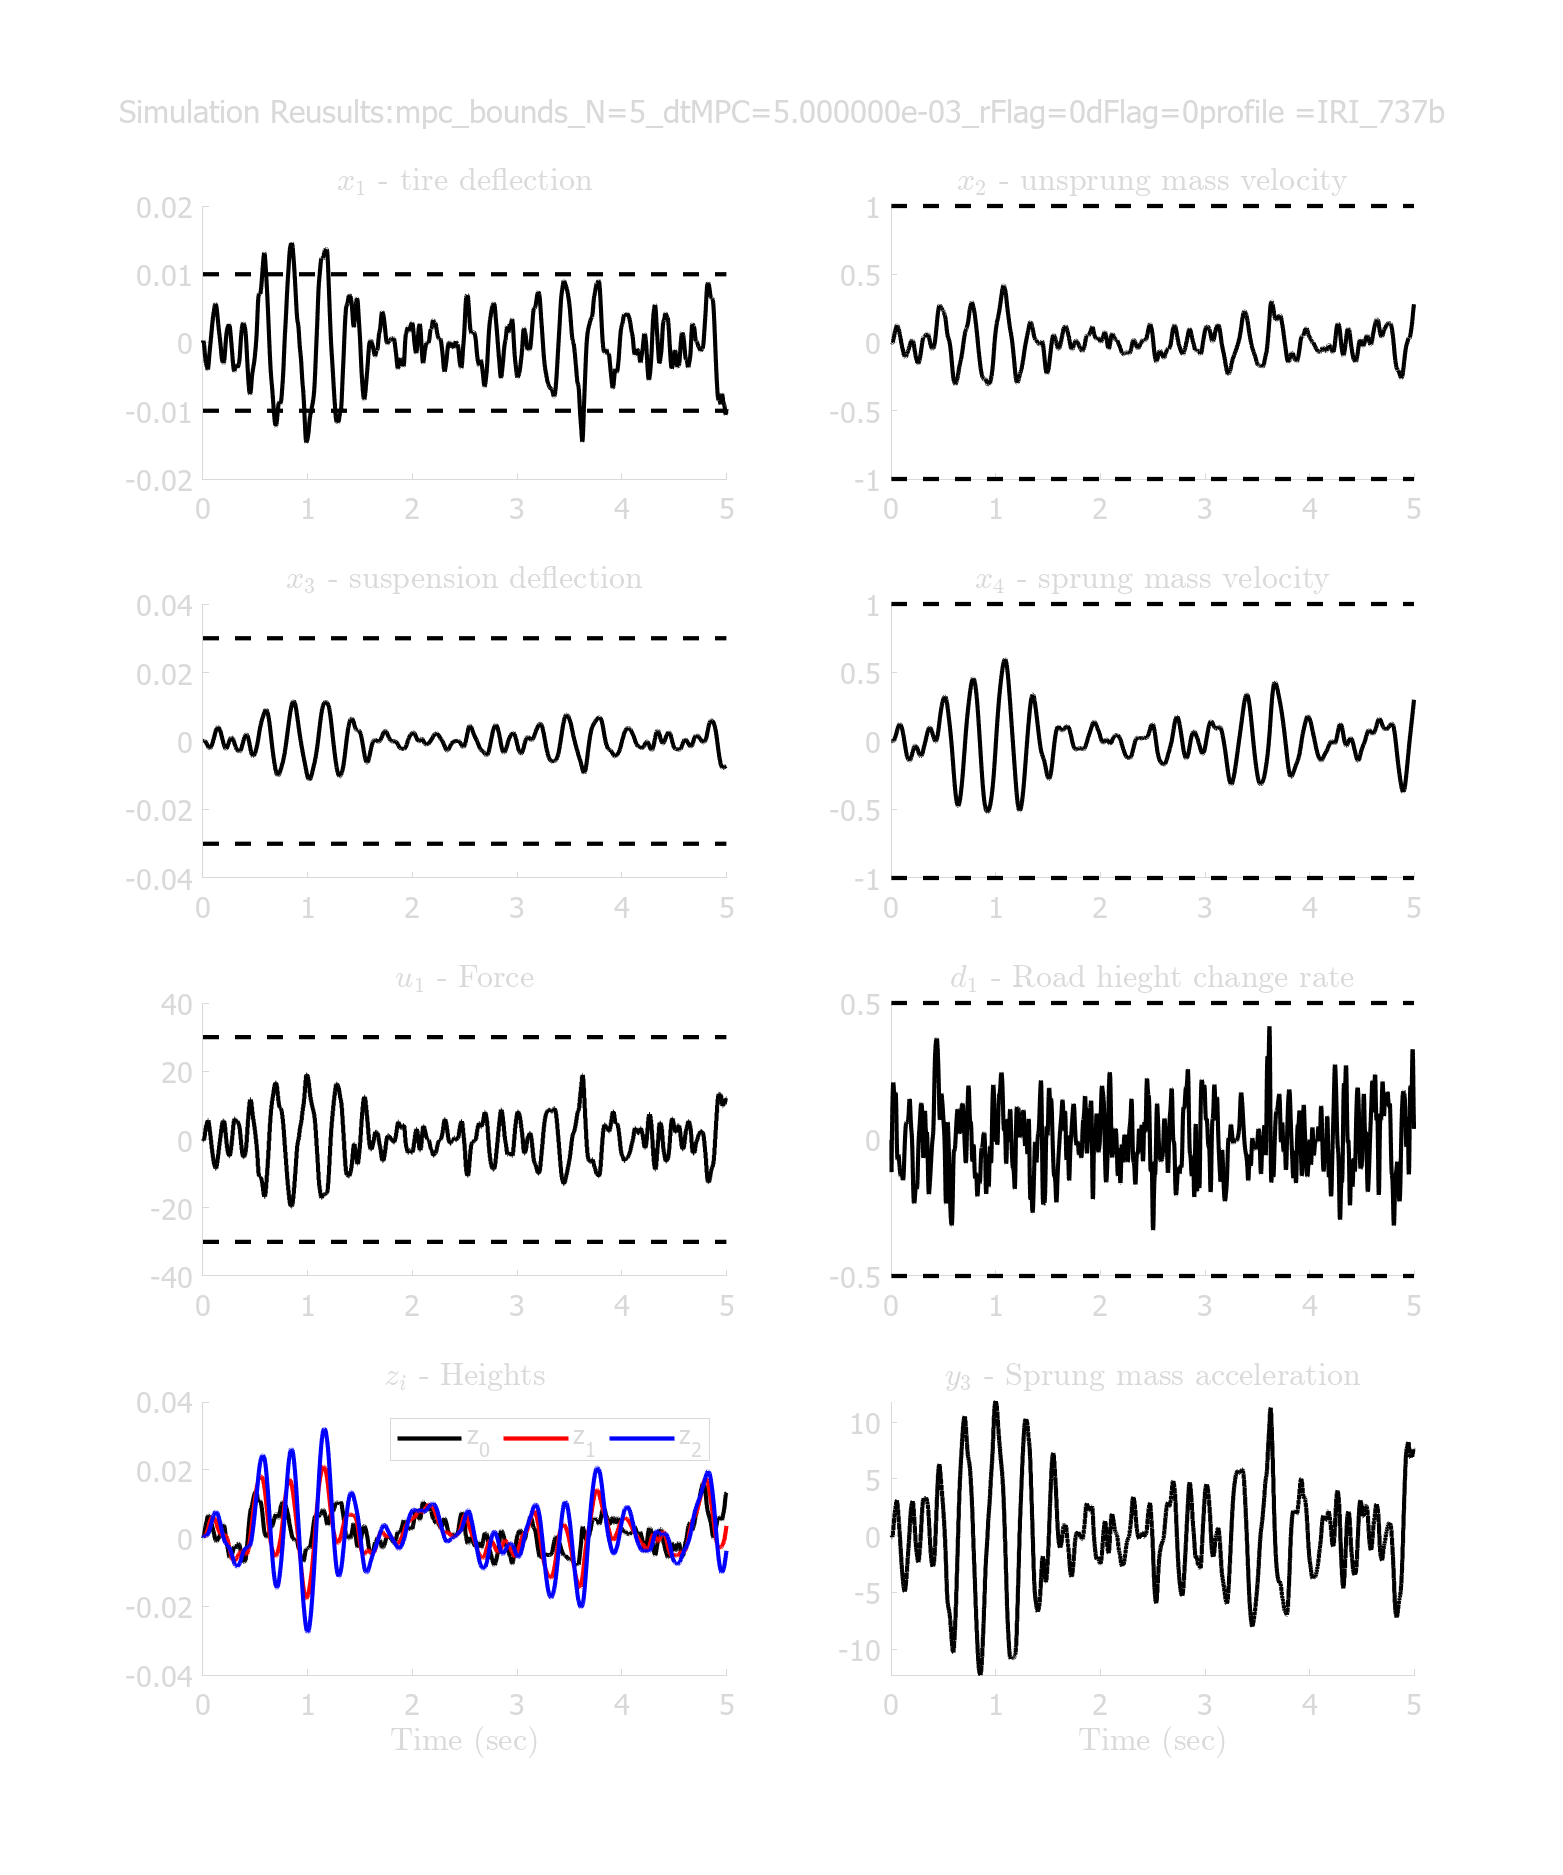 Simulation Reusults:mpc_bounds_N=5_dtMPC=5.000000e-03_rFlag=0dFlag=0profile =IRI_737b
x₁ - tire deflection
0.02
0.01
0
-0.01
-0.02
0 1 2 3 4 5
x₂ - unsprung mass velocity
1
0.5
0
-0.5
-1
0 1 2 3 4 5
x₃ - suspension deflection
0.04
0.02
0
-0.02
-0.04
0 1 2 3 4 5
x₄ - sprung mass velocity
1
0.5
0
-0.5
-1
0 1 2 3 4 5
u₁ - Force
40
20
0
-20
-40
0 1 2 3 4 5
d₁ - Road hieght change rate
0.5
0
-0.5
0 1 2 3 4 5
zᵢ - Heights
z₀ z₁ z₂
0.04
0.02
0
-0.02
-0.04
0 1 2 3 4 5
Time (sec)
y₃ - Sprung mass acceleration
10
5
0
-5
-10
0 1 2 3 4 5
Time (sec)